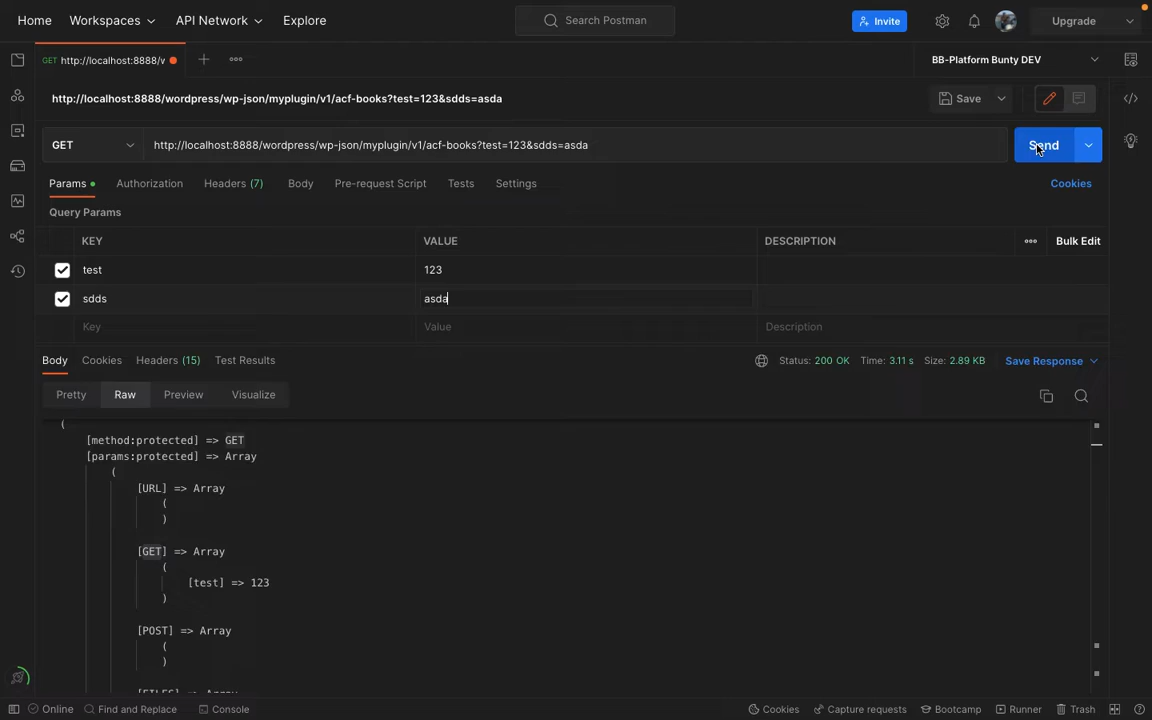 Home Workspaces API Network Explore Search Postman Invite Upgrade
GET http://localhost:8888/v BB-Platform Bunty DEV
http://localhost:8888/wordpress/wp-json/myplugin/v1/acf-books?test=123&sdds=asda Save
GET http://localhost:8888/wordpress/wp-json/myplugin/v1/acf-books?test=123&sdds=asda Send
Params Authorization Headers (7) Body Pre-request Script Tests Settings Cookies
Query Params
KEY VALUE DESCRIPTION Bulk Edit
test 123
sdds asda
Key Value Description
Body Cookies Headers (15) Test Results Status: 200 OK Time: 3.11 s Size: 2.89 KB Save Response
Pretty Raw Preview Visualize
(
[method:protected] => GET
[params:protected] => Array
(
[URL] => Array
(
)
[GET] => Array
(
[test] => 123
)
[POST] => Array
(
)
[FILES] => Array
Online Find and Replace Console Cookies Capture requests Bootcamp Runner Trash